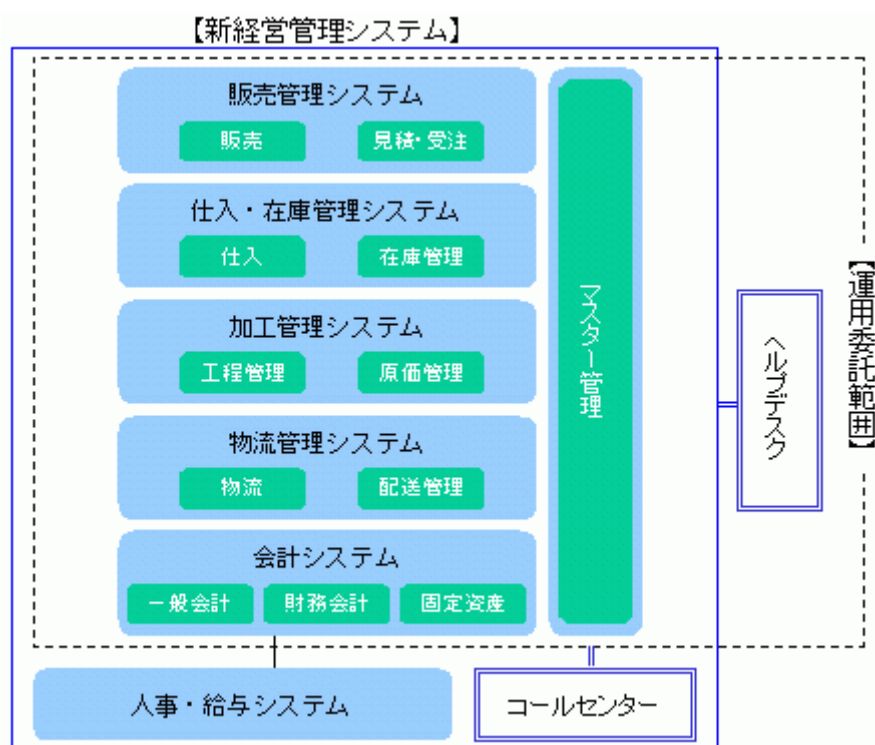 【新経営管理システム】
販売管理システム
販売
見積・受注
仕入・在庫管理システム
仕入
在庫管理
加工管理システム
工程管理
原価管理
物流管理システム
物流
配送管理
会計システム
一般会計
財務会計
固定資産
マスター管理
ヘルプデスク
【運用委託範囲】
人事・給与システム
コールセンター